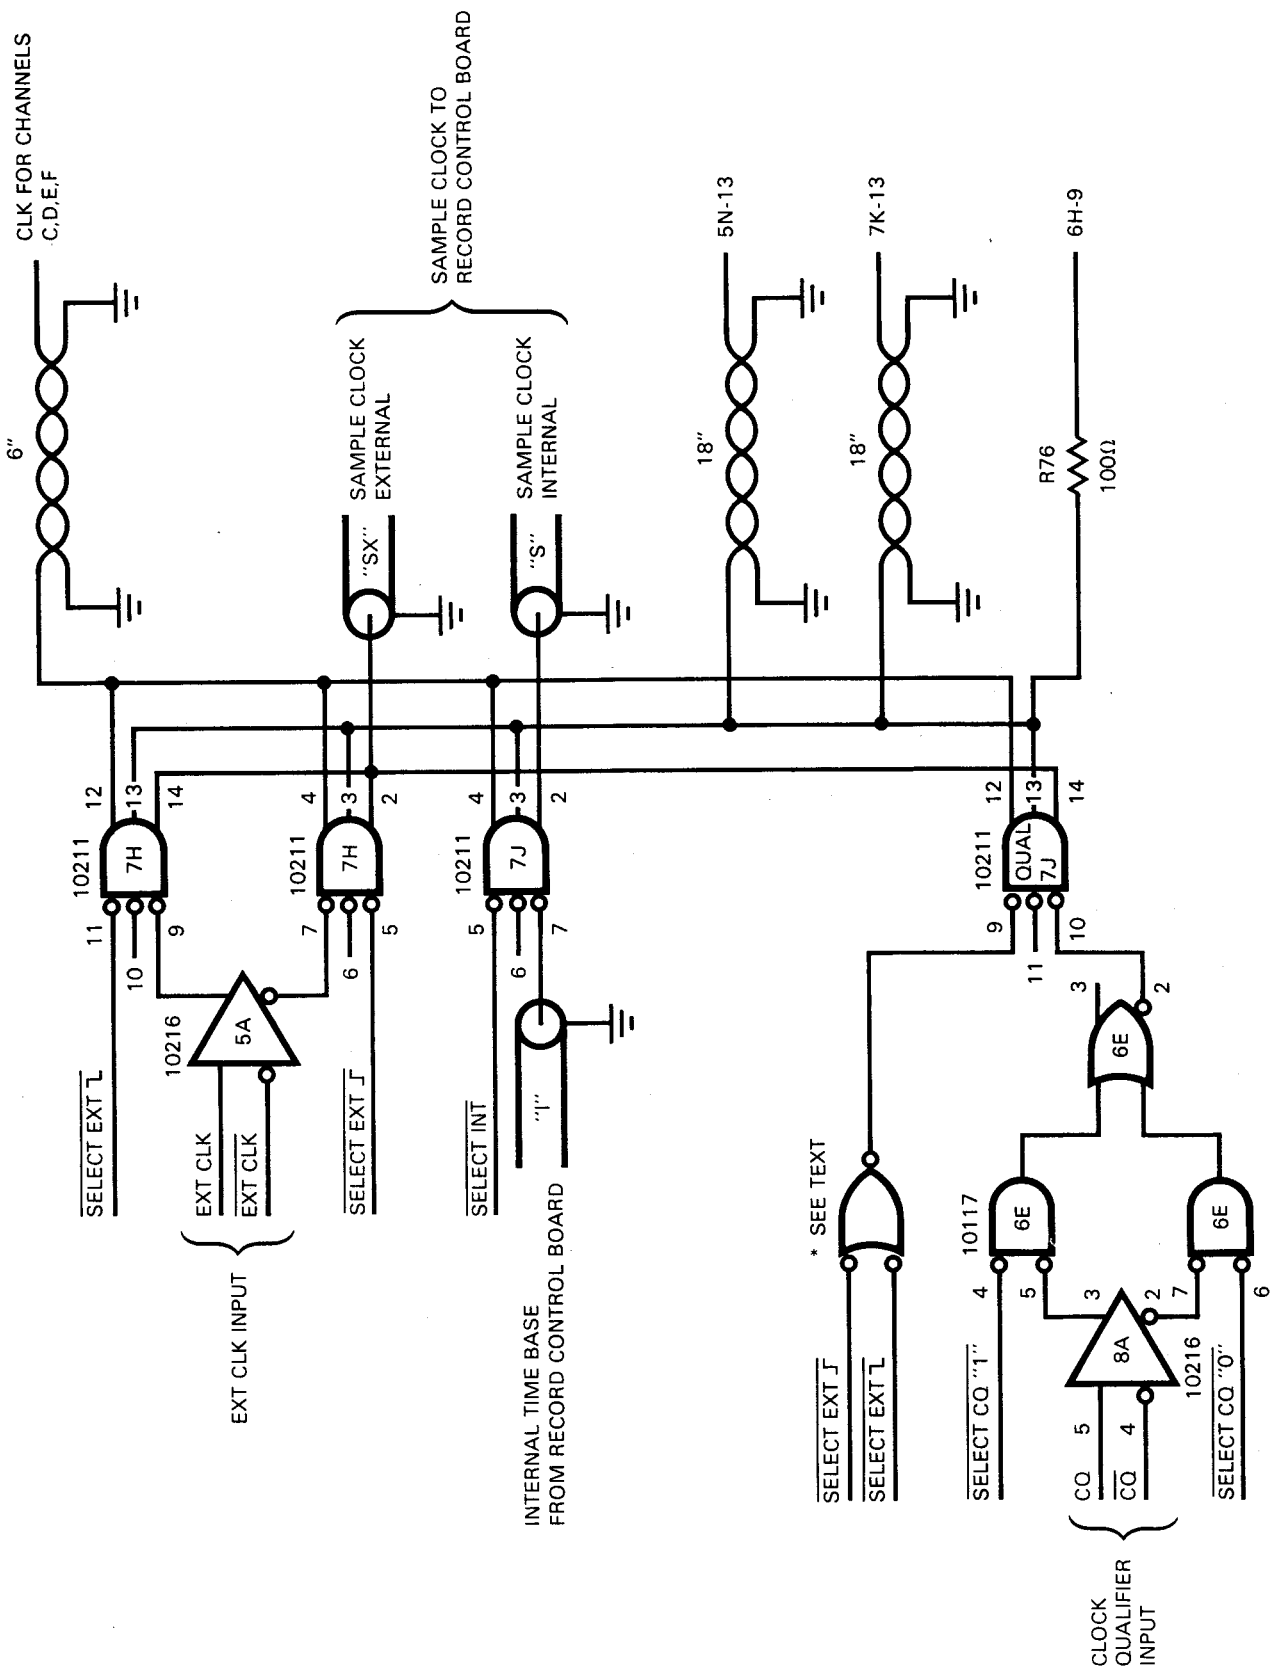 CLK FOR CHANNELS
C,D,E,F
6"
SAMPLE CLOCK TO
RECORD CONTROL BOARD
SAMPLE CLOCK
EXTERNAL
"SX"
SAMPLE CLOCK
INTERNAL
"S"
5N-13
18"
7K-13
18"
6H-9
R76
100Ω
12
13
14
10211
7H
11
10
9
4
3
2
10211
7H
7
6
5
4
3
2
10211
7J
5
6
7
12
13
14
10211
QUAL
7J
9
11
10
SELECT EXT
10216
5A
EXT CLK
EXT CLK
EXT CLK INPUT
SELECT EXT
SELECT INT
"I"
INTERNAL TIME BASE
FROM RECORD CONTROL BOARD
* SEE TEXT
SELECT EXT
SELECT EXT
3
2
6E
10117
6E
4
5
6E
7
6
3
2
8A
10216
SELECT CQ "1"
CQ 5
CQ 4
SELECT CQ "0"
CLOCK
QUALIFIER
INPUT